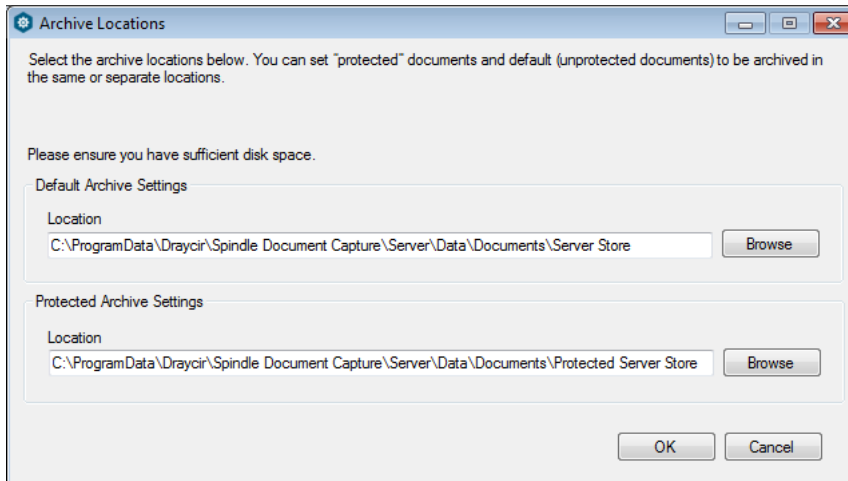 Archive Locations
Select the archive locations below. You can set "protected" documents and default (unprotected documents) to be archived in
the same or separate locations.
Please ensure you have sufficient disk space.
Default Archive Settings
Location
C:\ProgramData\Draycir\Spindle Document Capture\Server\Data\Documents\Server Store
Browse
Protected Archive Settings
Location
C:\ProgramData\Draycir\Spindle Document Capture\Server\Data\Documents\Protected Server Store
Browse
OK Cancel